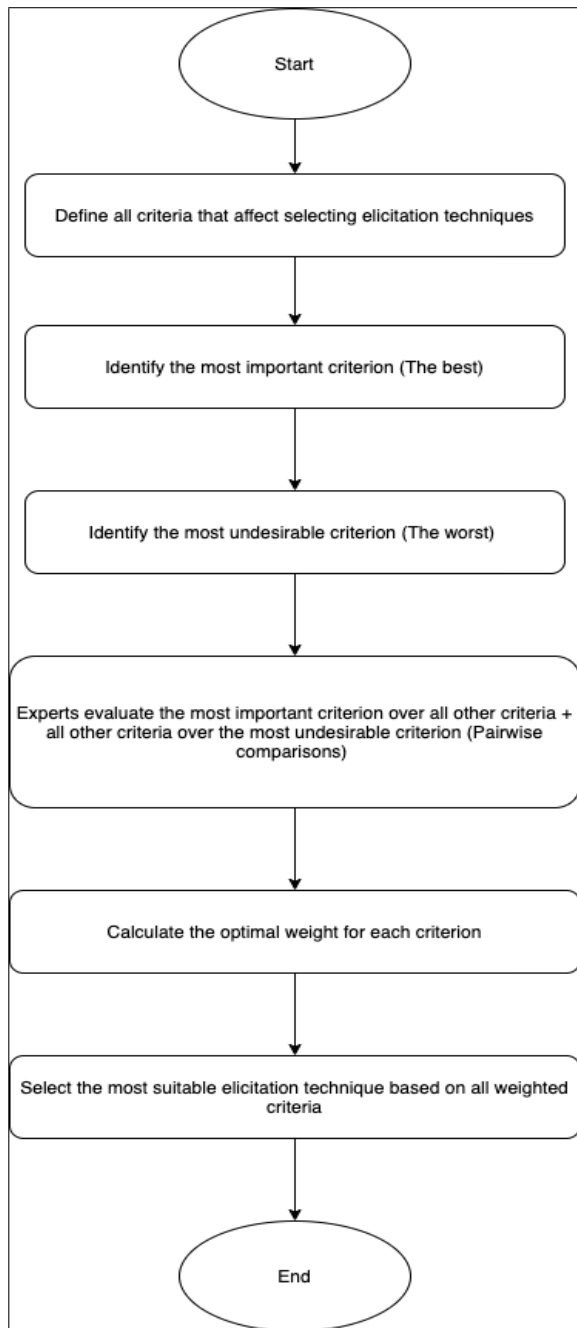 Start
Define all criteria that affect selecting elicitation techniques
Identify the most important criterion (The best)
Identify the most undesirable criterion (The worst)
Experts evaluate the most important criterion over all other criteria +
all other criteria over the most undesirable criterion (Pairwise
comparisons)
Calculate the optimal weight for each criterion
Select the most suitable elicitation technique based on all weighted
criteria
End